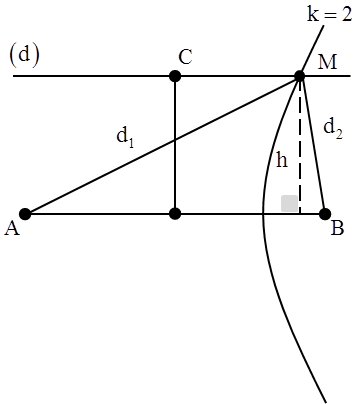 k = 2
(d)
C
M
d₁
d₂
h
A
B